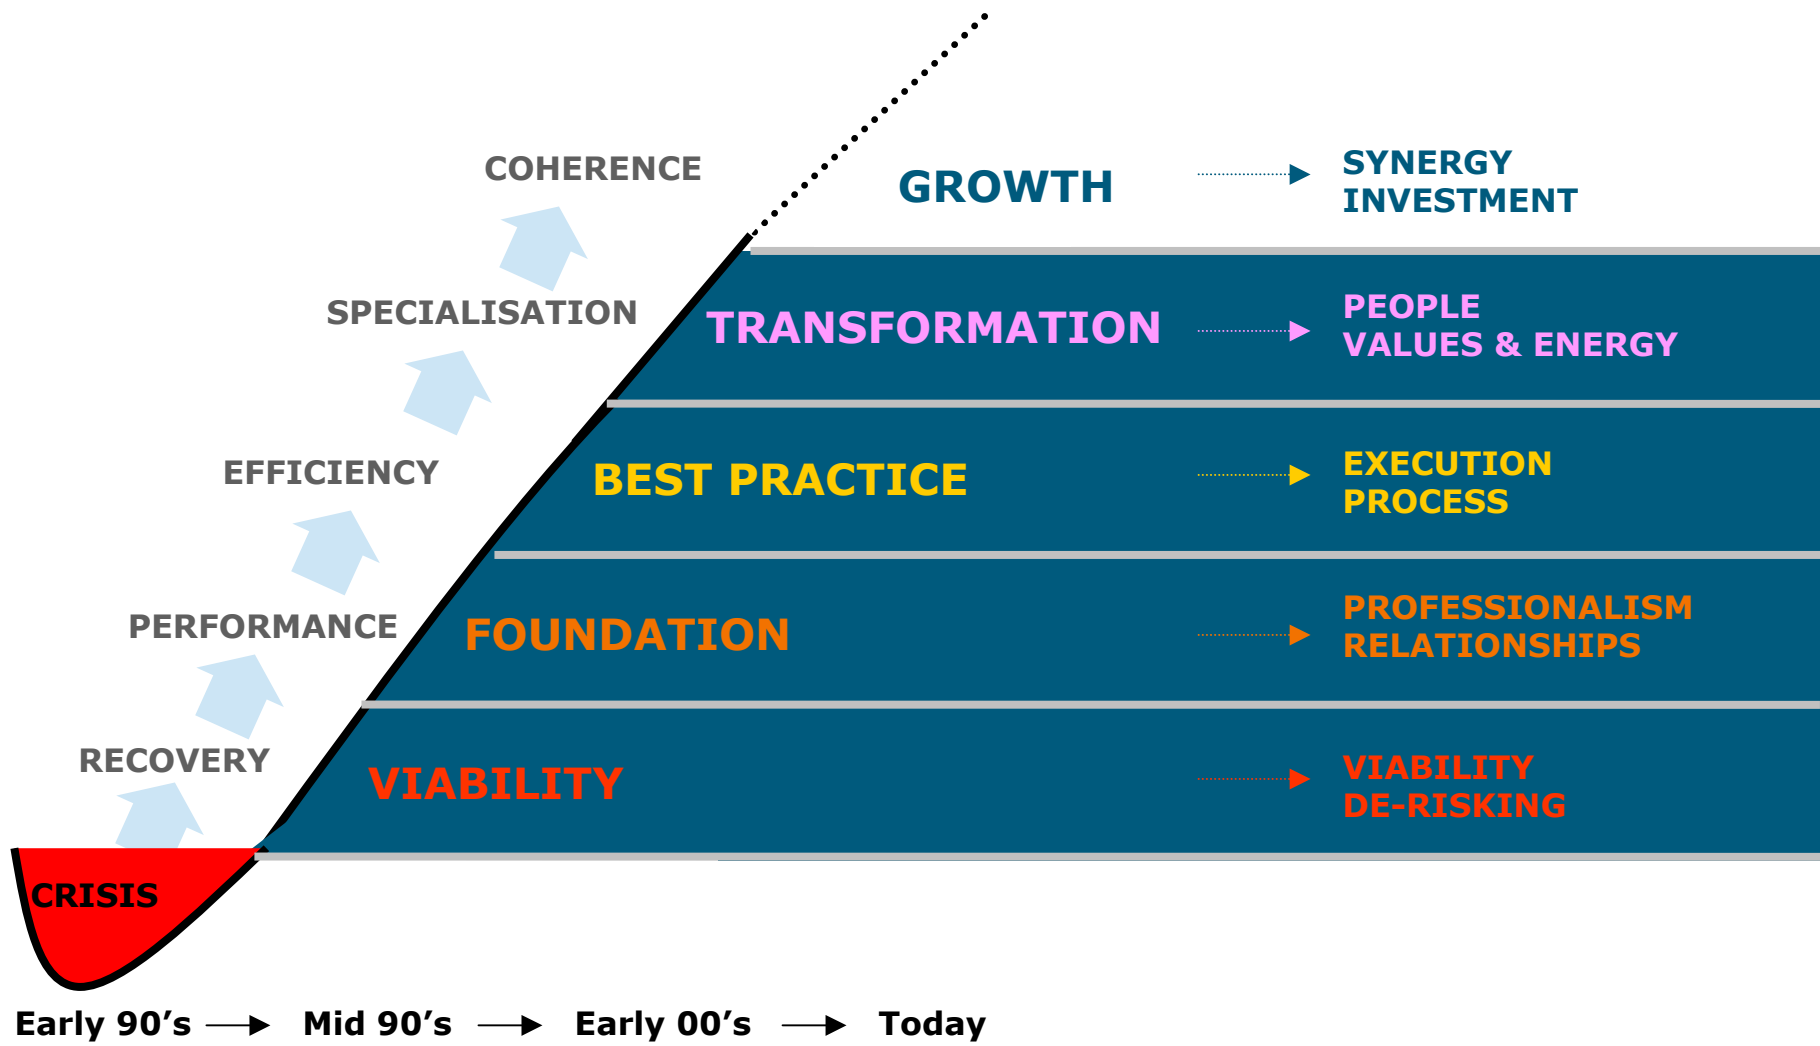 COHERENCE
GROWTH
SYNERGY
INVESTMENT
SPECIALISATION
TRANSFORMATION
PEOPLE
VALUES & ENERGY
EFFICIENCY
BEST PRACTICE
EXECUTION
PROCESS
PERFORMANCE
FOUNDATION
PROFESSIONALISM
RELATIONSHIPS
RECOVERY
VIABILITY
VIABILITY
DE-RISKING
CRISIS
Early 90’s Mid 90’s Early 00’s Today